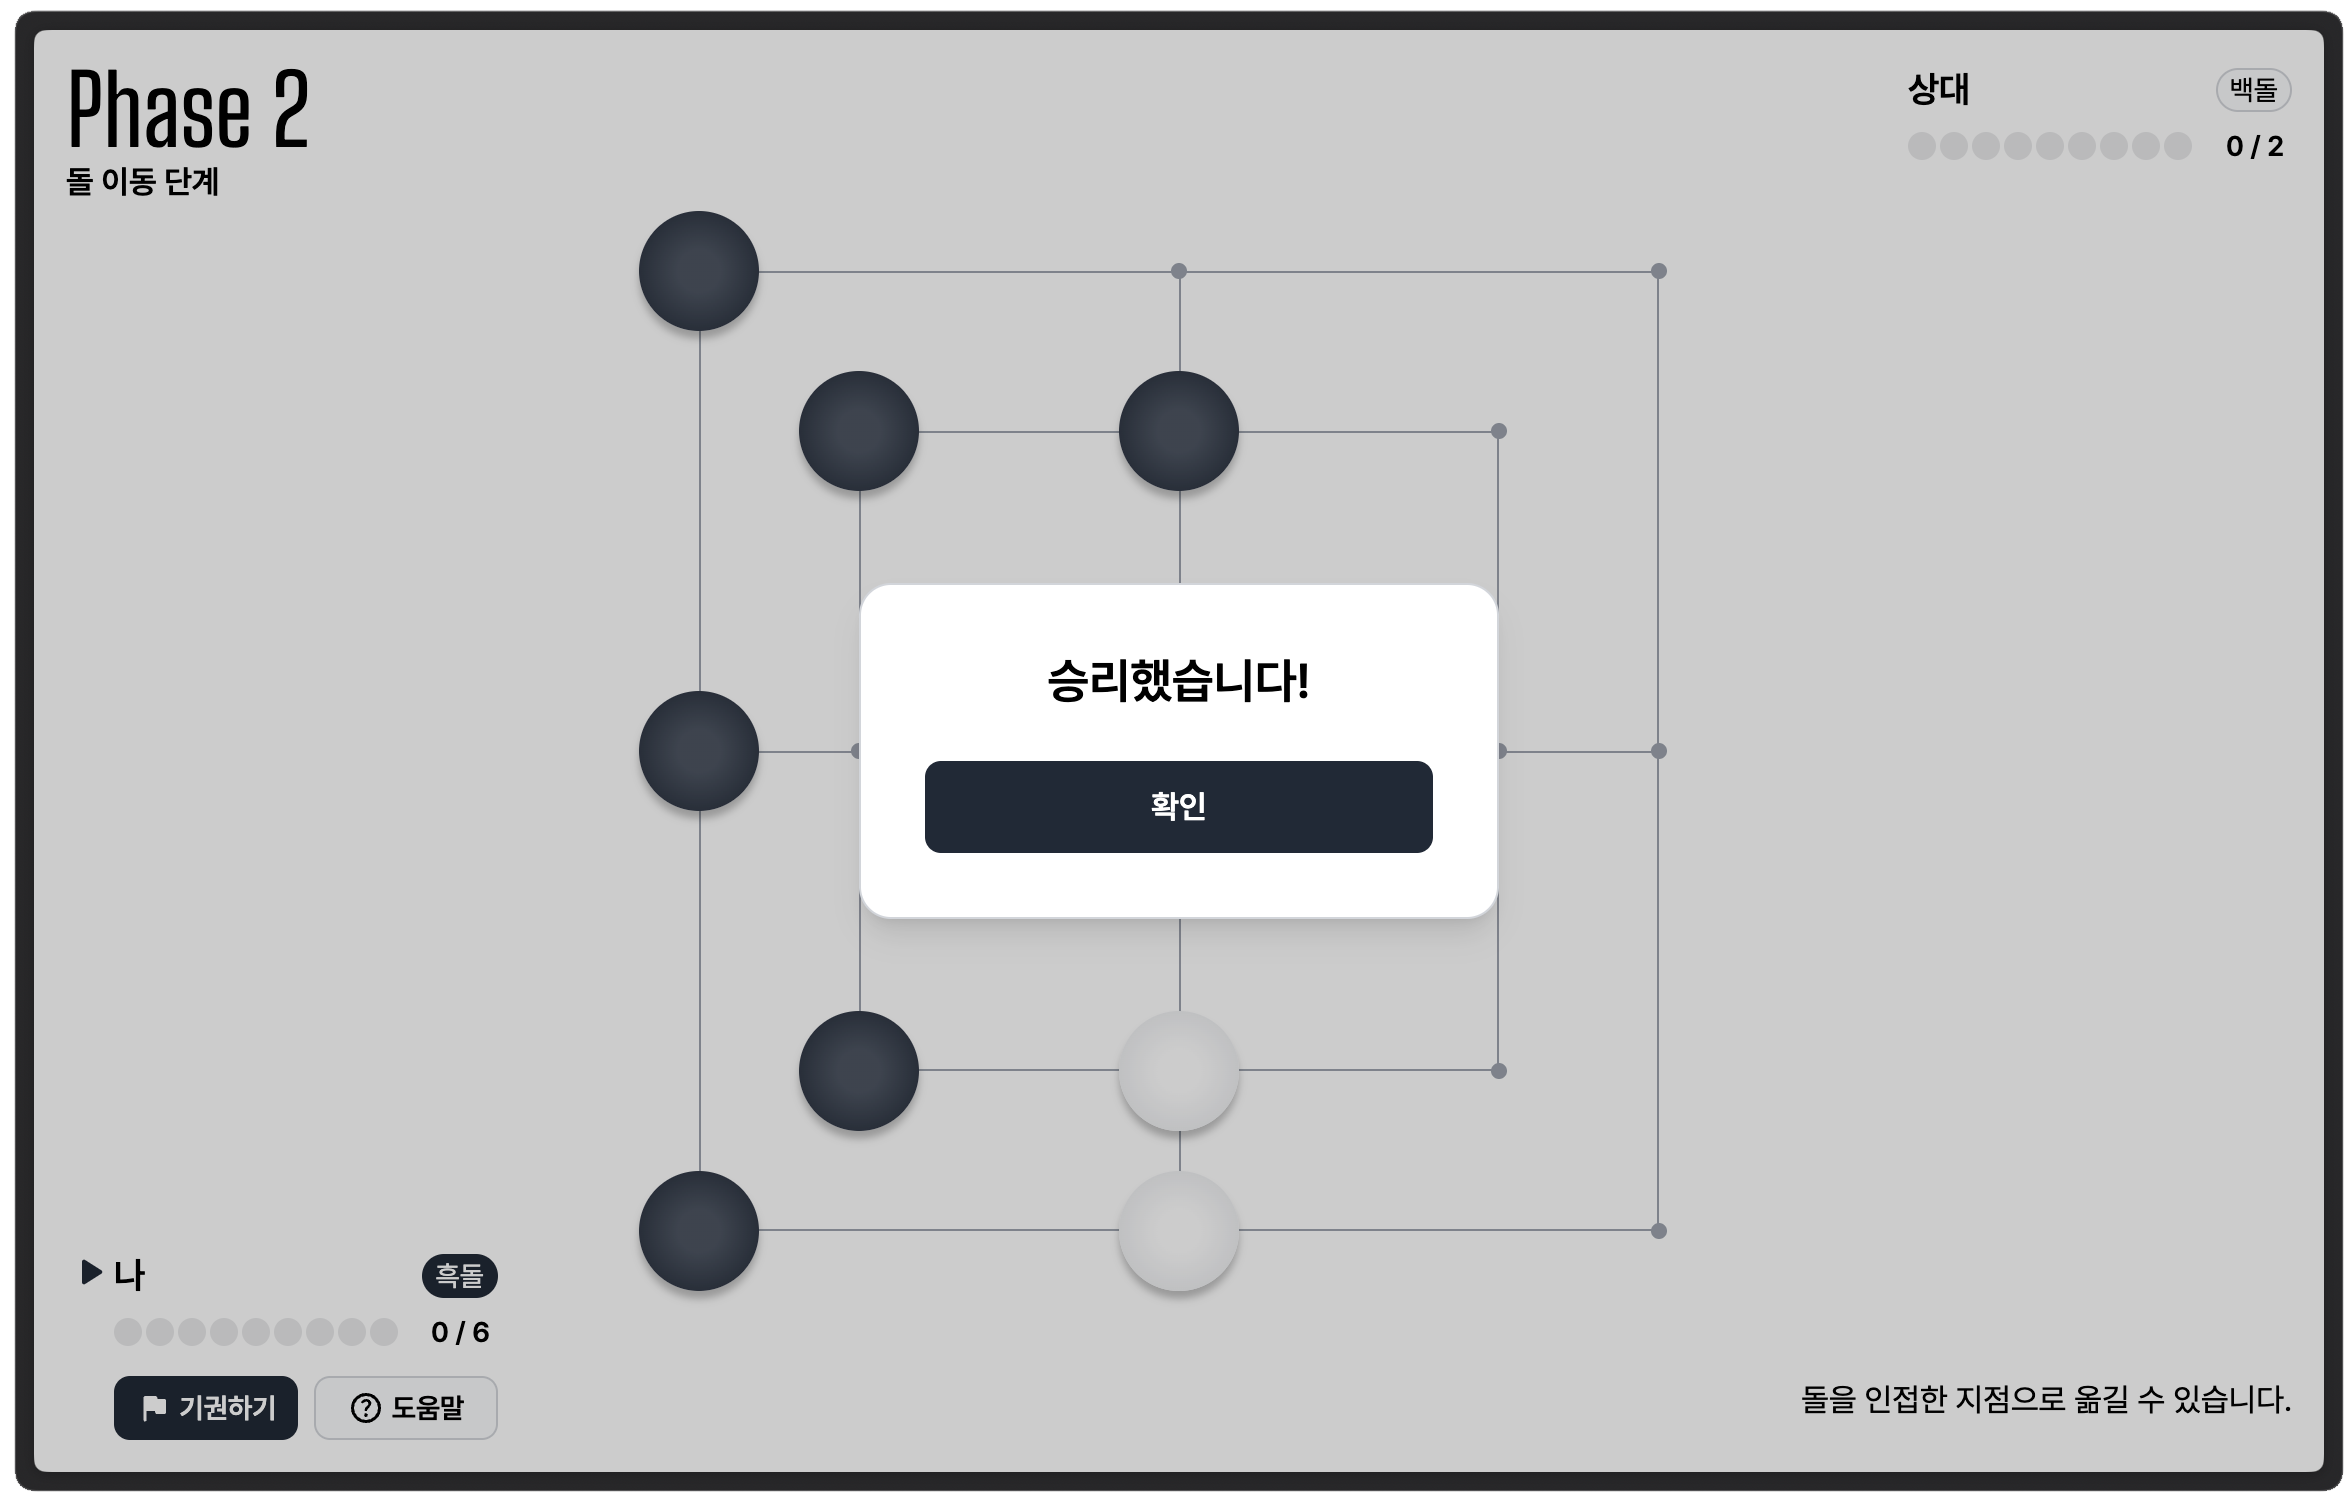 Phase 2
돌 이동 단계
상대
백돌
0 / 2
승리했습니다!
확인
나
흑돌
0 / 6
기권하기
도움말
돌을 인접한 지점으로 옮길 수 있습니다.